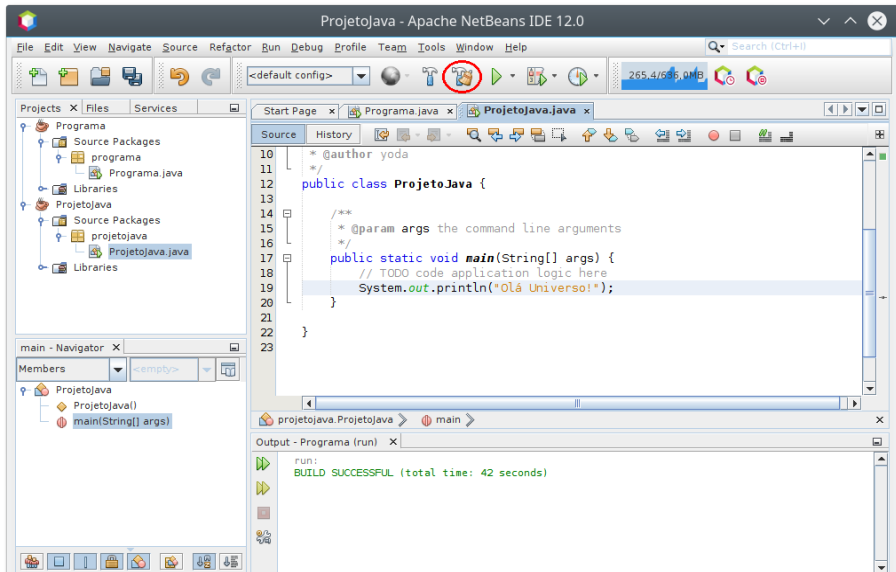 ProjetoJava - Apache NetBeans IDE 12.0
File Edit View Navigate Source Refactor Run Debug Profile Team Tools Window Help
Search (Ctrl+I)
<default config>
265,4/636,0MB
Projects Files Services
Programa
Source Packages
programa
Programa.java
Libraries
ProjetoJava
Source Packages
projetojava
ProjetoJava.java
Libraries
main - Navigator
Members
<empty>
ProjetoJava
ProjetoJava()
main(String[] args)
Start Page Programa.java ProjetoJava.java
Source History
10 * @author yoda
11 */
12 public class ProjetoJava {
13
14 /**
15 * @param args the command line arguments
16 */
17 public static void main(String[] args) {
18 // TODO code application logic here
19 System.out.println("Olá Universo!");
20 }
21
22 }
23
projetojava.ProjetoJava main
Output - Programa (run)
run:
BUILD SUCCESSFUL (total time: 42 seconds)